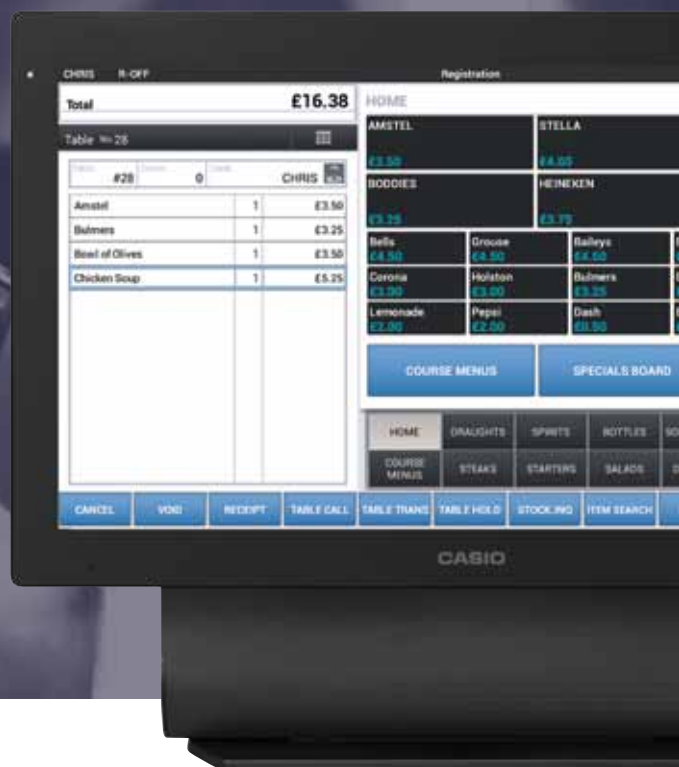 CHRIS R-OFF Registration
Total £16.38
HOME
Table No 28
AMSTEL
£3.50
STELLA
£4.00
#28 0 CHRIS
BODDIES
£3.25
HEINEKEN
£3.75
Amstel 1 £3.50
Bulmers 1 £3.25
Bowl of Olives 1 £3.50
Chicken Soup 1 £5.25
Bells Grouse Baileys
£4.50 £4.50 £4.50
Corona Holston Bulmers
£3.00 £3.00 £3.25
Lemonade Pepsi Dash
£2.00 £2.00 £0.50
COURSE MENUS SPECIALS BOARD
HOME DRAUGHTS SPIRITS BOTTLES
COURSE MENUS STEAKS STARTERS SALADS
CANCEL VOID RECEIPT TABLE CALL TABLE TRANS TABLE HOLD STOCK.INQ ITEM SEARCH
CASIO